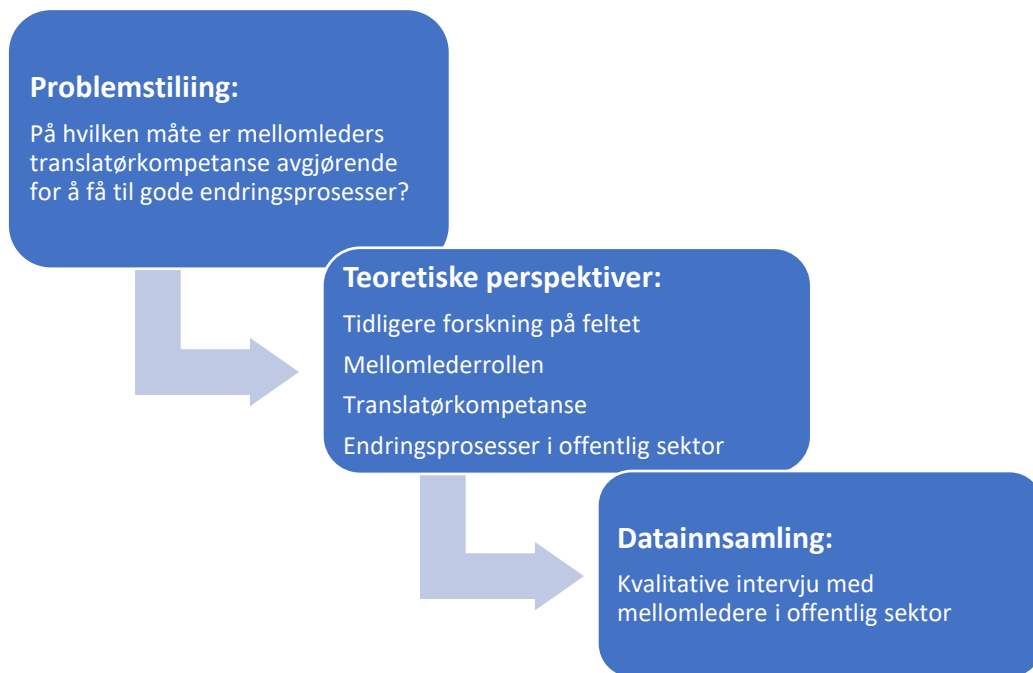 Problemstiliing:
På hvilken måte er mellomleders
translatørkompetanse avgjørende
for å få til gode endringsprosesser?
Teoretiske perspektiver:
Tidligere forskning på feltet
Mellomlederrollen
Translatørkompetanse
Endringsprosesser i offentlig sektor
Datainnsamling:
Kvalitative intervju med
mellomledere i offentlig sektor